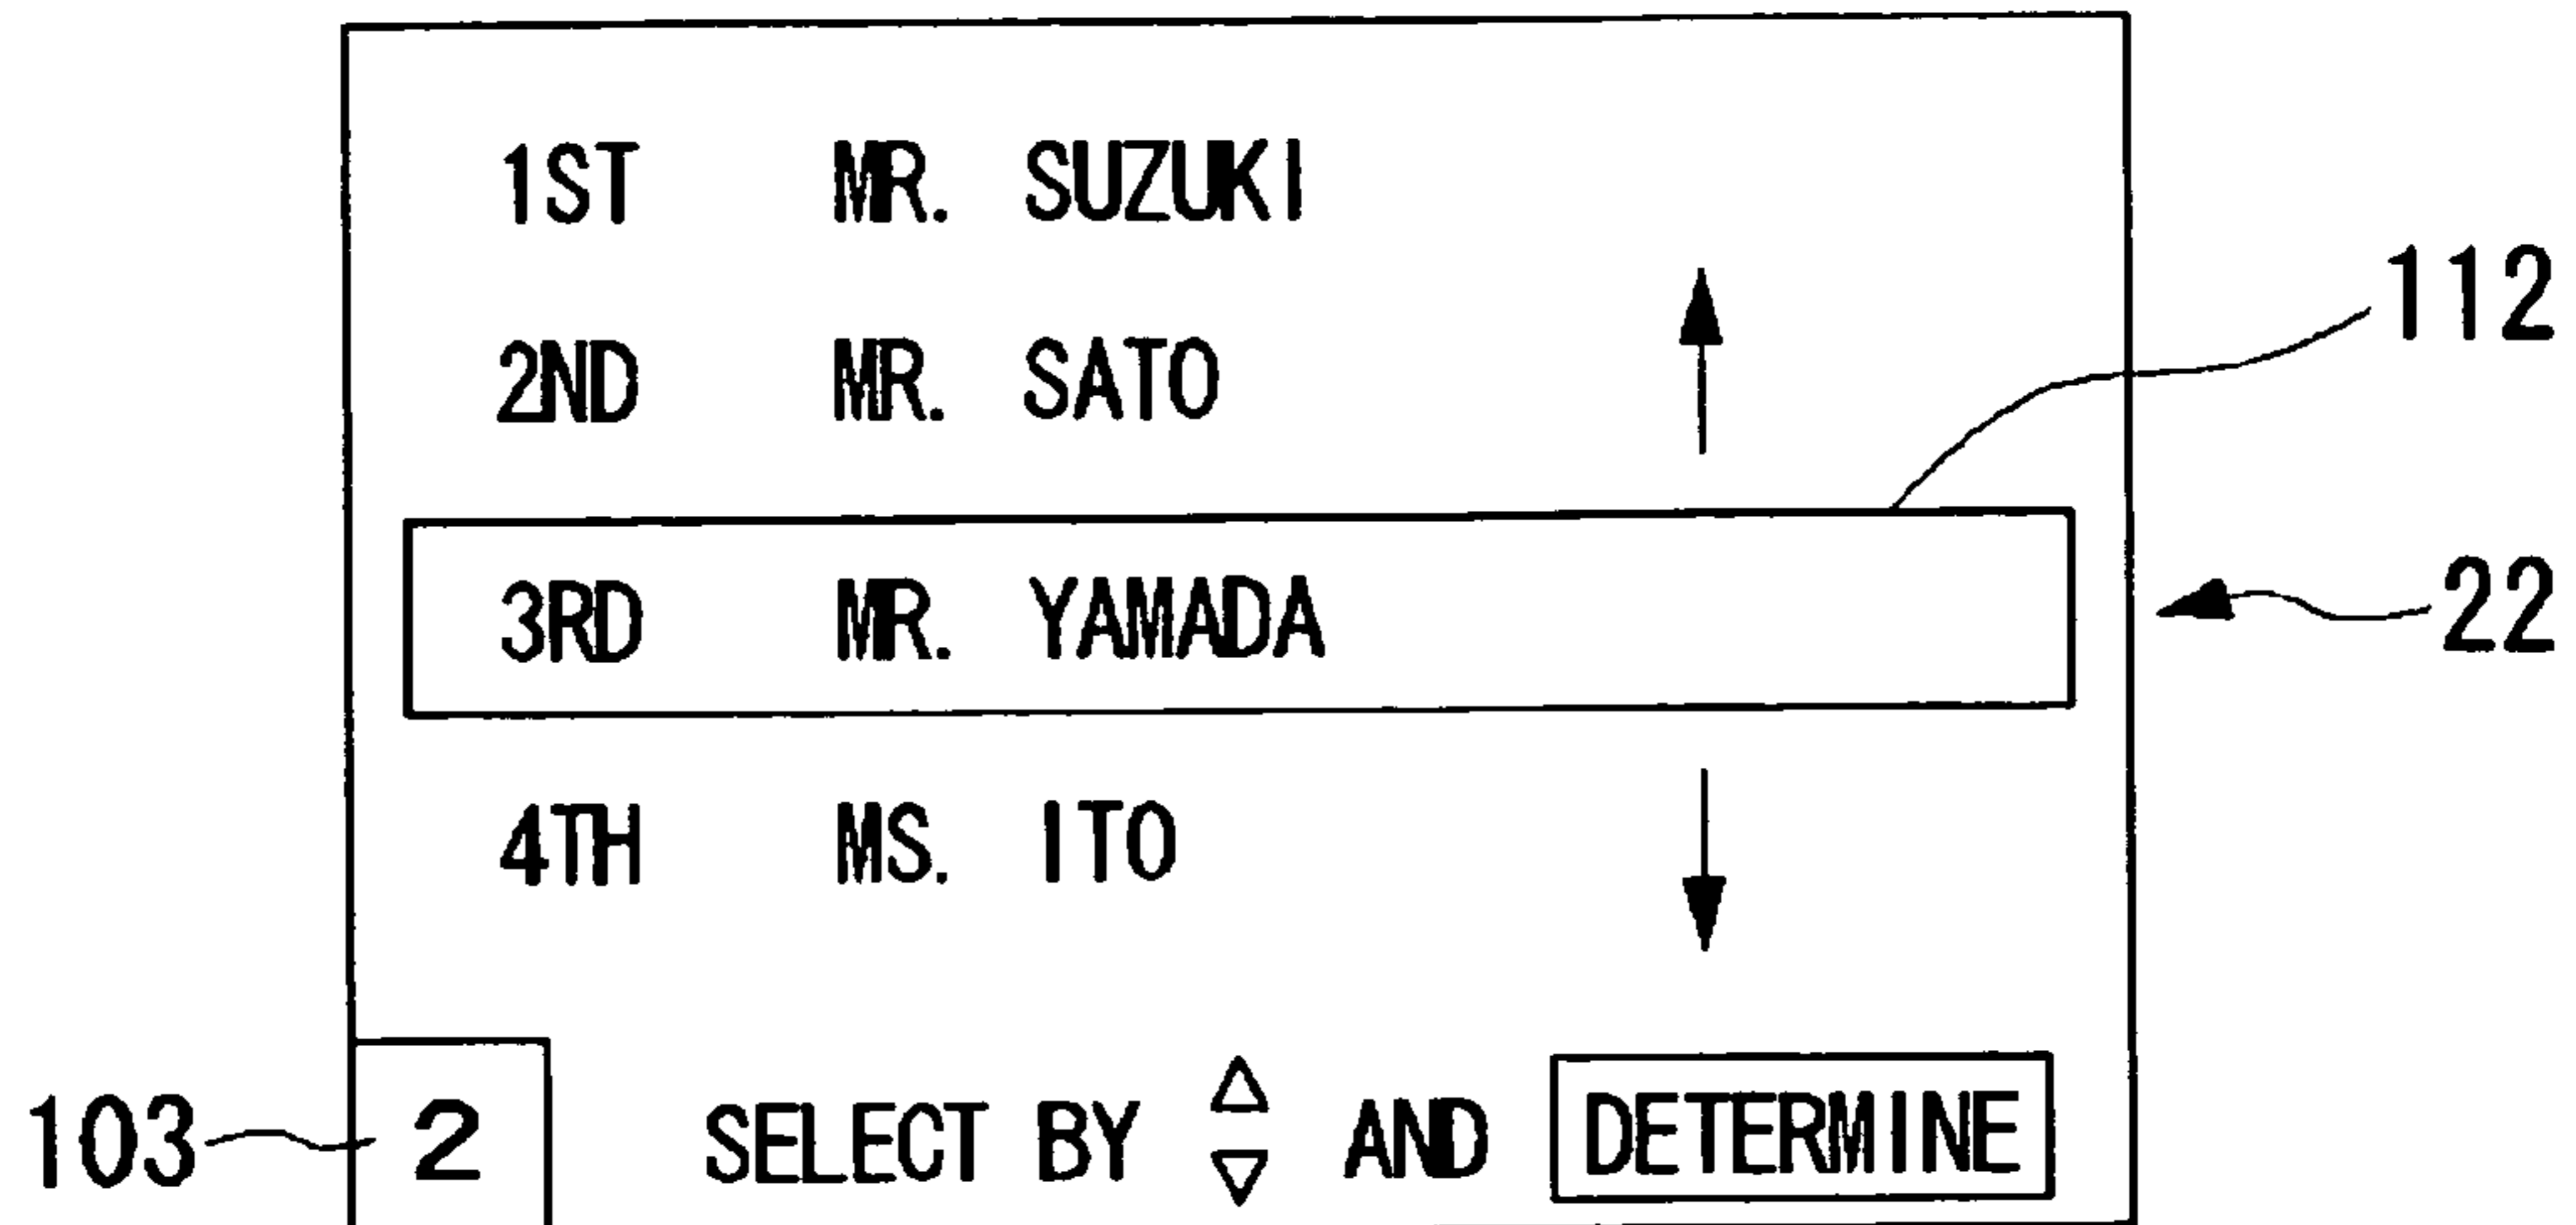 1ST MR. SUZUKI
112
2ND MR. SATO
3RD MR. YAMADA
22
4TH MS. ITO
103
2 SELECT BY △▽ AND DETERMINE